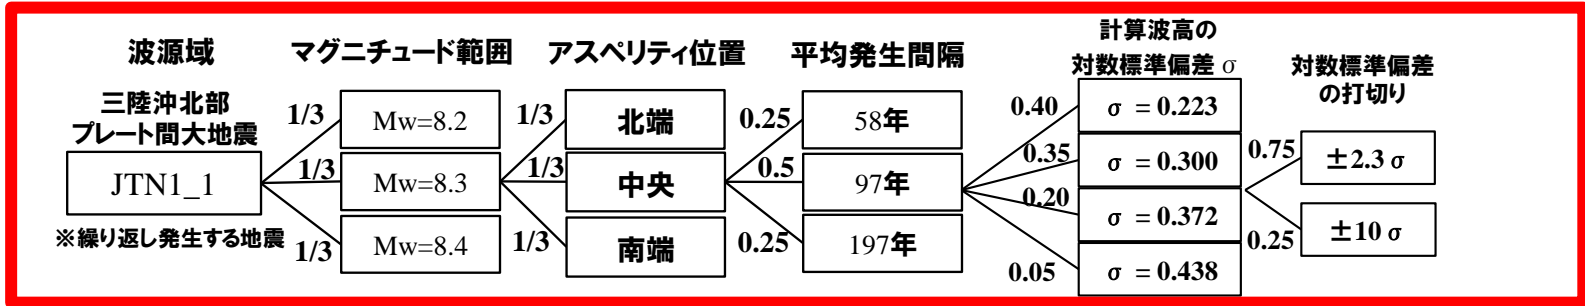 波源域
三陸沖北部
プレート間大地震
JTN1_1
※繰り返し発生する地震
マグニチュード範囲
1/3
Mw=8.2
1/3
Mw=8.3
1/3
Mw=8.4
アスペリティ位置
1/3
北端
1/3
中央
1/3
南端
平均発生間隔
0.25
58年
0.5
97年
0.25
197年
計算波高の
対数標準偏差 σ
0.40
σ = 0.223
0.35
σ = 0.300
0.20
σ = 0.372
0.05
σ = 0.438
対数標準偏差
の打切り
0.75
±2.3 σ
0.25
±10 σ